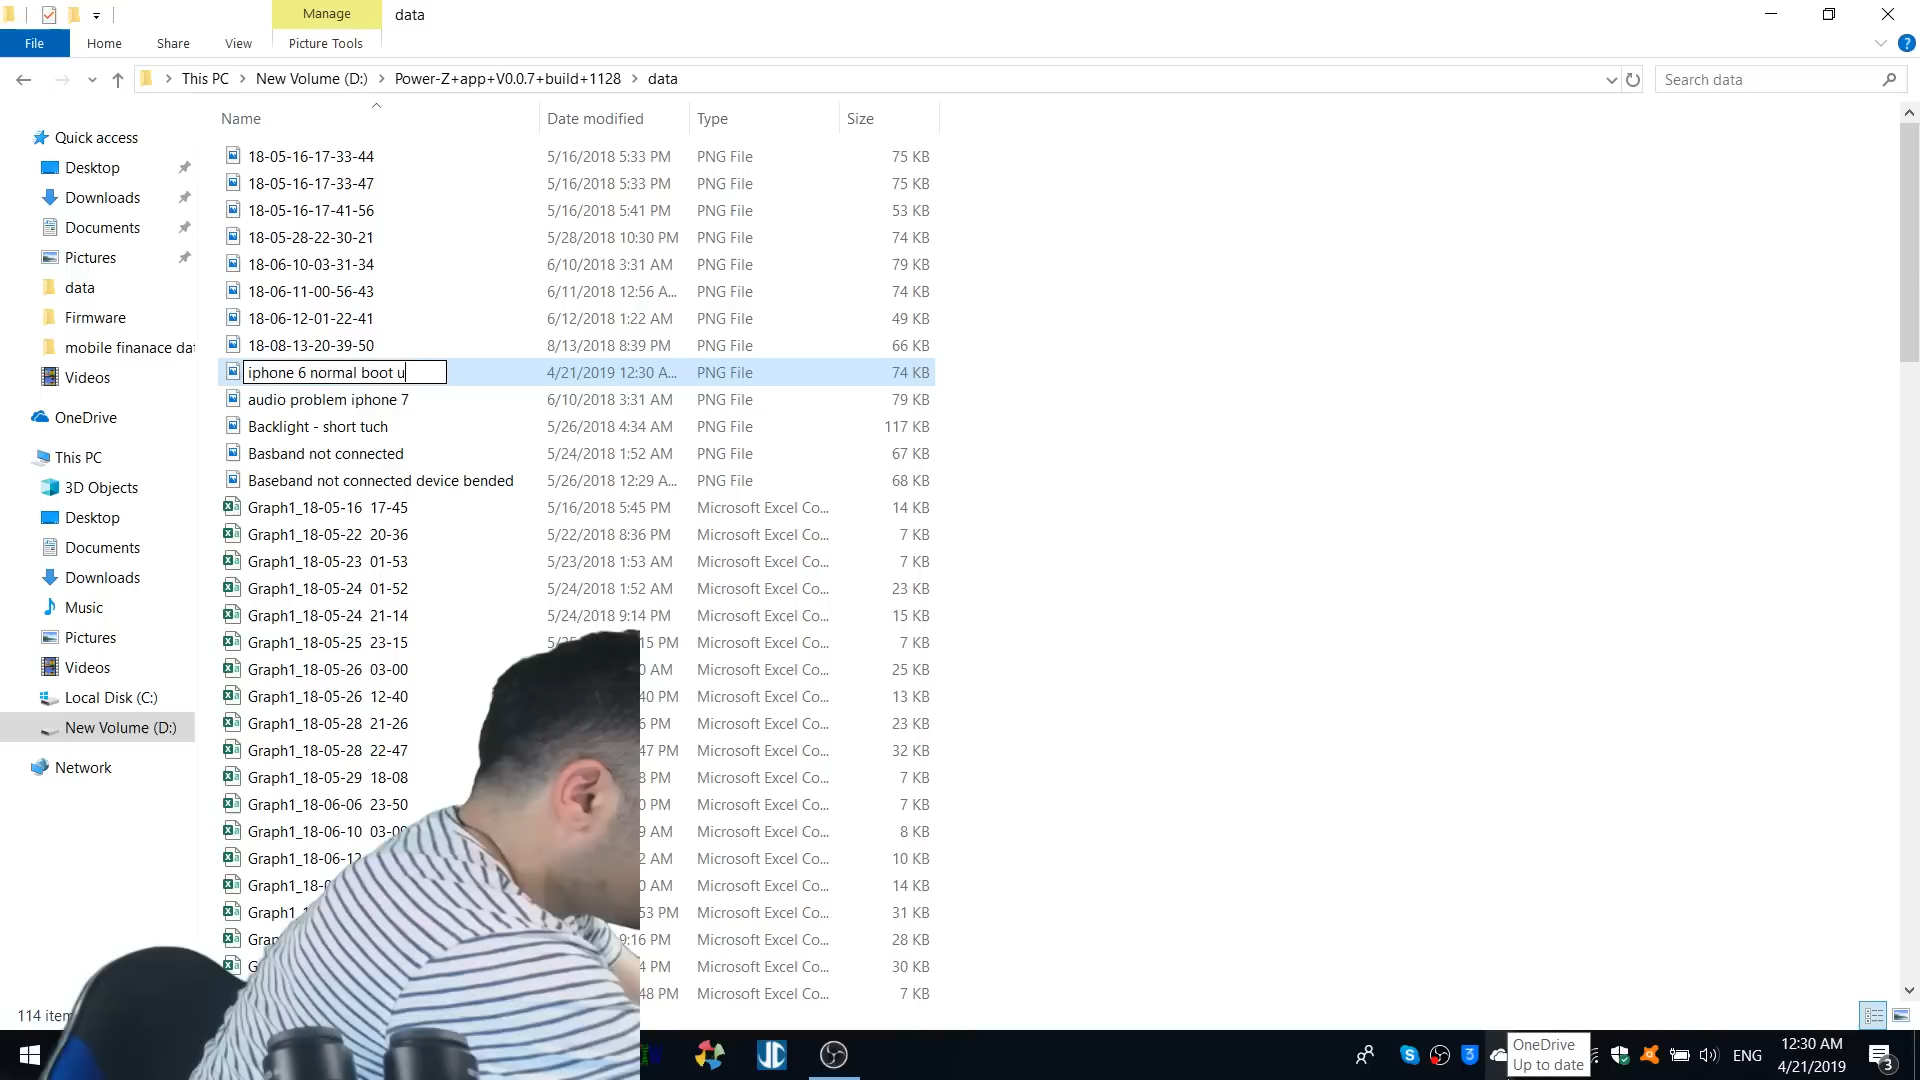 Manage
data
File
Home
Share
View
Picture Tools
This PC
New Volume (D:)
Power-Z+app+V0.0.7+build+1128
data
Search data
Name
Date modified
Type
Size
Quick access
Desktop
Downloads
Documents
Pictures
data
Firmware
mobile finanace dat
Videos
OneDrive
This PC
3D Objects
Desktop
Documents
Downloads
Music
Pictures
Videos
Local Disk (C:)
New Volume (D:)
Network
18-05-16-17-33-44 5/16/2018 5:33 PM PNG File 75 KB
18-05-16-17-33-47 5/16/2018 5:33 PM PNG File 75 KB
18-05-16-17-41-56 5/16/2018 5:41 PM PNG File 53 KB
18-05-28-22-30-21 5/28/2018 10:30 PM PNG File 74 KB
18-06-10-03-31-34 6/10/2018 3:31 AM PNG File 79 KB
18-06-11-00-56-43 6/11/2018 12:56 A... PNG File 74 KB
18-06-12-01-22-41 6/12/2018 1:22 AM PNG File 49 KB
18-08-13-20-39-50 8/13/2018 8:39 PM PNG File 66 KB
iphone 6 normal boot u 4/21/2019 12:30 A... PNG File 74 KB
audio problem iphone 7 6/10/2018 3:31 AM PNG File 79 KB
Backlight - short tuch 5/26/2018 4:34 AM PNG File 117 KB
Basband not connected 5/24/2018 1:52 AM PNG File 67 KB
Baseband not connected device bended 5/26/2018 12:29 A... PNG File 68 KB
Graph1_18-05-16 17-45 5/16/2018 5:45 PM Microsoft Excel Co... 14 KB
Graph1_18-05-22 20-36 5/22/2018 8:36 PM Microsoft Excel Co... 7 KB
Graph1_18-05-23 01-53 5/23/2018 1:53 AM Microsoft Excel Co... 7 KB
Graph1_18-05-24 01-52 5/24/2018 1:52 AM Microsoft Excel Co... 23 KB
Graph1_18-05-24 21-14 5/24/2018 9:14 PM Microsoft Excel Co... 15 KB
Graph1_18-05-25 23-15 15 PM Microsoft Excel Co... 7 KB
Graph1_18-05-26 03-00 0 AM Microsoft Excel Co... 25 KB
Graph1_18-05-26 12-40 40 PM Microsoft Excel Co... 13 KB
Graph1_18-05-28 21-26 6 PM Microsoft Excel Co... 23 KB
Graph1_18-05-28 22-47 47 PM Microsoft Excel Co... 32 KB
Graph1_18-05-29 18-08 8 PM Microsoft Excel Co... 7 KB
Graph1_18-06-06 23-50 0 PM Microsoft Excel Co... 7 KB
Graph1_18-06-10 03-09 9 AM Microsoft Excel Co... 8 KB
Graph1_18-06-12 2 AM Microsoft Excel Co... 10 KB
Graph1_18-0 0 AM Microsoft Excel Co... 14 KB
Graph1_ 53 PM Microsoft Excel Co... 31 KB
Grap 9:16 PM Microsoft Excel Co... 28 KB
G 4 PM Microsoft Excel Co... 30 KB
48 PM Microsoft Excel Co... 7 KB
114 item
OneDrive
Up to date
ENG
12:30 AM
4/21/2019
3